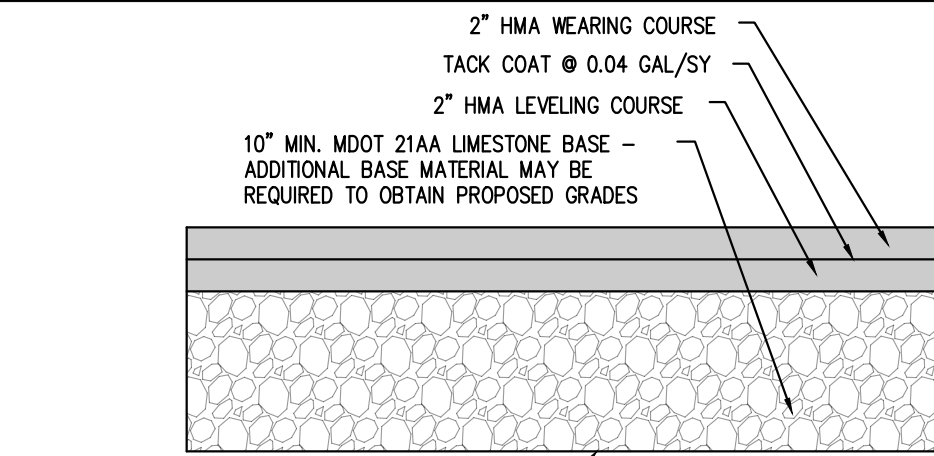 2" HMA WEARING COURSE
TACK COAT @ 0.04 GAL/SY
2" HMA LEVELING COURSE
10" MIN. MDOT 21AA LIMESTONE BASE –
ADDITIONAL BASE MATERIAL MAY BE
REQUIRED TO OBTAIN PROPOSED GRADES